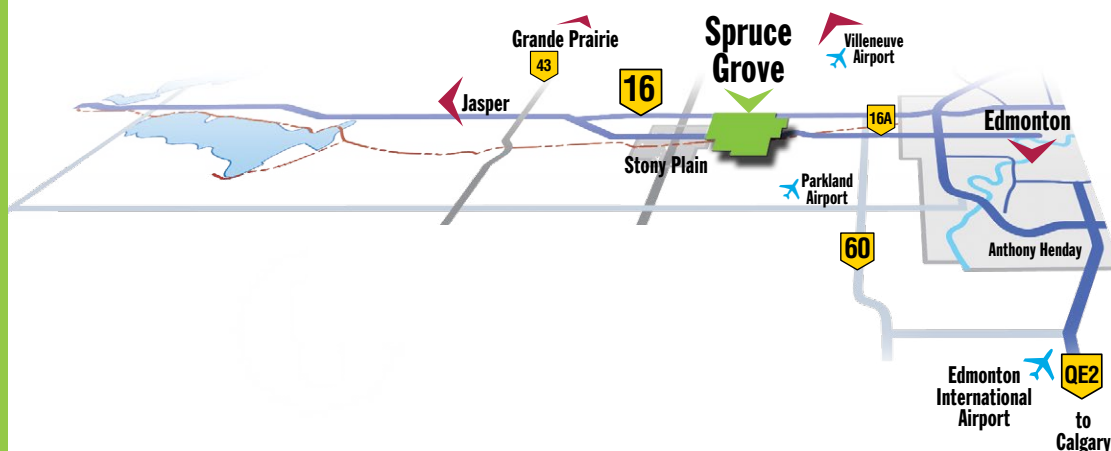 Grande Prairie
43
Jasper
16
Spruce
Grove
Villeneuve
Airport
16A
Edmonton
Stony Plain
Parkland
Airport
60
Anthony Henday
Edmonton
International
Airport
QE2
to
Calgary